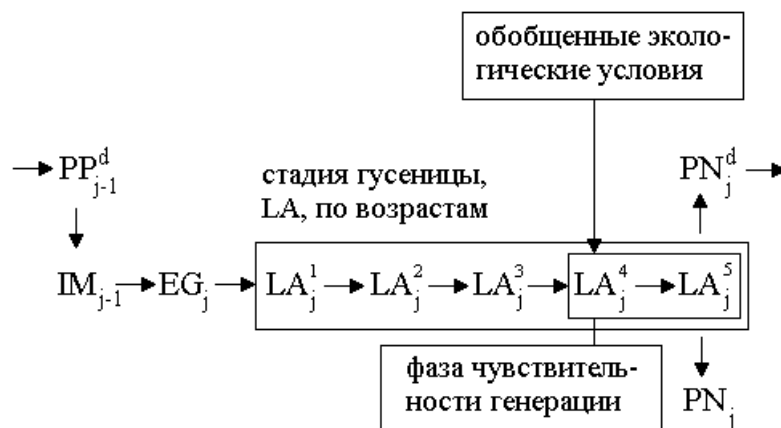 обобщенные эколо-
гические условия
PP^d_{j-1}
стадия гусеницы,
LA, по возрастам
PN^d_j
IM_{j-1} EG_j LA^1_j LA^2_j LA^3_j LA^4_j LA^5_j
фаза чувствитель-
ности генерации
PN_j